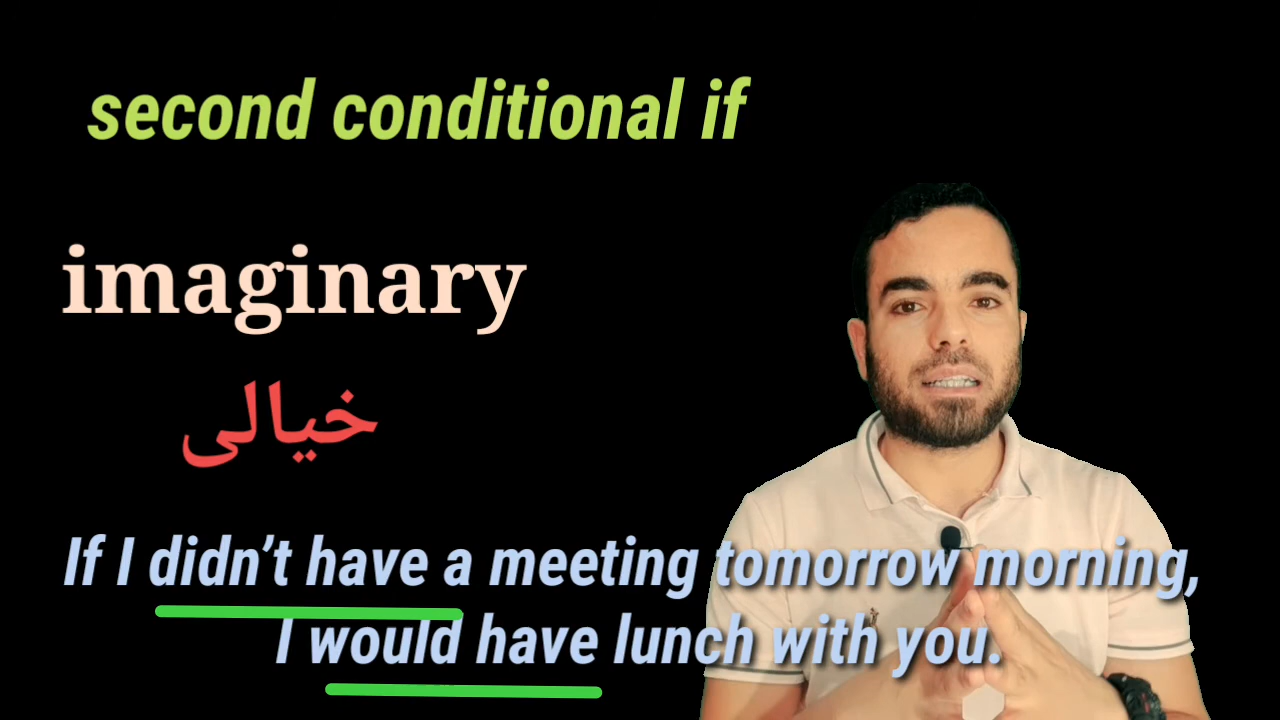 second conditional if
imaginary
خيالى
If I didn’t have a meeting tomorrow morning,
I would have lunch with you.